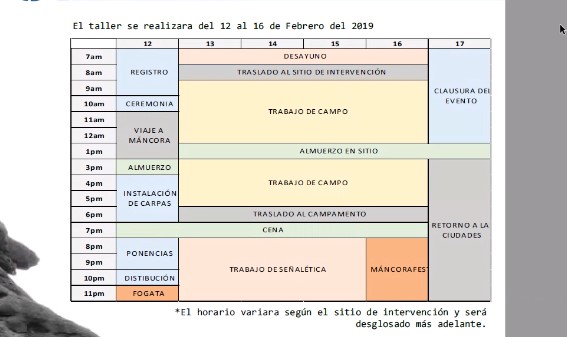 El taller se realizara del 12 al 16 de Febrero del 2019
12 13 14 15 16 17
7am DESAYUNO
8am REGISTRO TRASLADO AL SITIO DE INTERVENCIÓN
9am
CLAUSURA DEL
EVENTO
10am CEREMONIA
TRABAJO DE CAMPO
11am
VIAJE A
MÁNCORA
12am
1pm ALMUERZO EN SITIO
3pm ALMUERZO
4pm TRABAJO DE CAMPO
INSTALACIÓN
DE CARPAS
5pm
6pm TRASLADO AL CAMPAMENTO
7pm CENA
RETORNO A LA
CIUDADES
8pm PONENCIAS
9pm TRABAJO DE SEÑALÉTICA MÁNCORAFEST
10pm DISTIBUCIÓN
11pm FOGATA
*El horario variara según el sitio de intervención y será
desglosado más adelante.